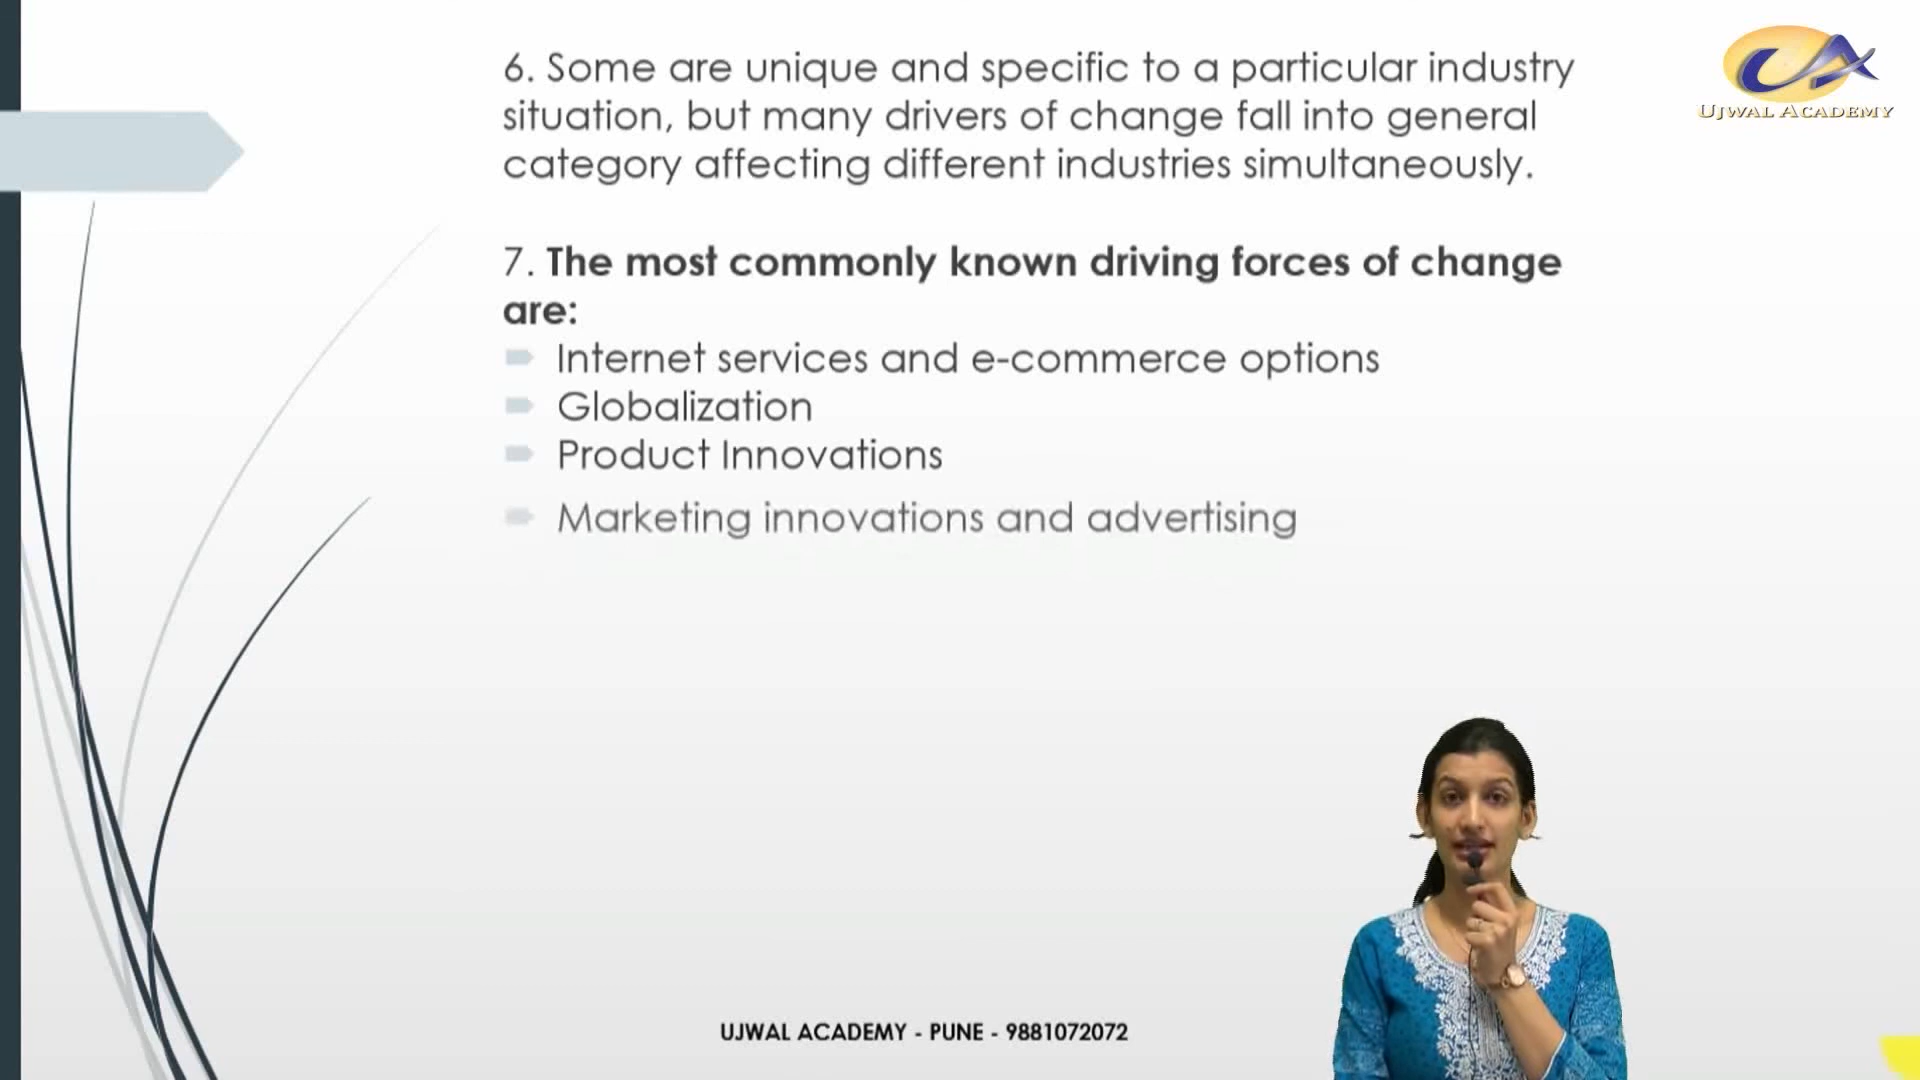 6. Some are unique and specific to a particular industry
situation, but many drivers of change fall into general
category affecting different industries simultaneously.
7. The most commonly known driving forces of change
are:
Internet services and e-commerce options
Globalization
Product Innovations
Marketing innovations and advertising
UJWAL ACADEMY
UJWAL ACADEMY - PUNE - 9881072072